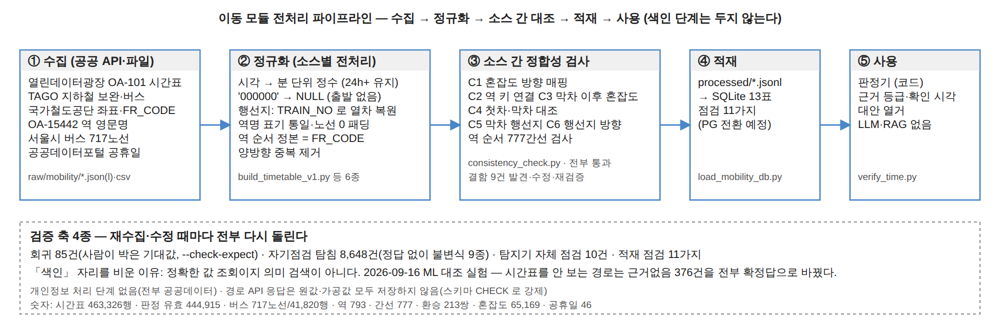 이동 모듈 전처리 파이프라인 — 수집 → 정규화 → 소스 간 대조 → 적재 → 사용 (색인 단계는 두지 않는다)
① 수집 (공공 API·파일)
열린데이터광장 OA-101 시간표
TAGO 지하철 보완·버스
국가철도공단 좌표·FR_CODE
OA-15442 역 영문명
서울시 버스 717노선
공공데이터포털 공휴일
raw/mobility/*.json(l)·csv
② 정규화 (소스별 전처리)
시각 → 분 단위 정수 (24h+ 유지)
'000000' → NULL (출발 없음)
행선지: TRAIN_NO 로 열차 복원
역명 표기 통일·노선 0 패딩
역 순서 정본 = FR_CODE
양방향 중복 제거
build_timetable_v1.py 등 6종
③ 소스 간 정합성 검사
C1 혼잡도 방향 매핑
C2 역 키 연결 C3 막차 이후 혼잡도
C4 첫차·막차 대조
C5 막차 행선지 C6 행선지 방향
역 순서 777간선 검사
consistency_check.py · 전부 통과
결함 9건 발견·수정·재검증
④ 적재
processed/*.jsonl
→ SQLite 13표
점검 11가지
(PG 전환 예정)
load_mobility_db.py
⑤ 사용
판정기 (코드)
근거 등급·확인 시각
대안 열거
LLM·RAG 없음
verify_time.py
검증 축 4종 — 재수집·수정 때마다 전부 다시 돌린다
회귀 85건(사람이 박은 기대값, --check-expect) · 자기점검 탐침 8,648건(정답 없이 불변식 9종) · 탐지기 자체 점검 10건 · 적재 점검 11가지
「색인」 자리를 비운 이유: 정확한 값 조회이지 의미 검색이 아니다. 2026-09-16 ML 대조 실험 — 시간표를 안 보는 경로는 근거없음 376건을 전부 확정답으로 바꿨다.
개인정보 처리 단계 없음(전부 공공데이터) · 경로 API 응답은 원값·가공값 모두 저장하지 않음(스키마 CHECK 로 강제)
숫자: 시간표 463,326행 · 판정 유효 444,915 · 버스 717노선/41,820행 · 역 793 · 간선 777 · 환승 213쌍 · 혼잡도 65,169 · 공휴일 46